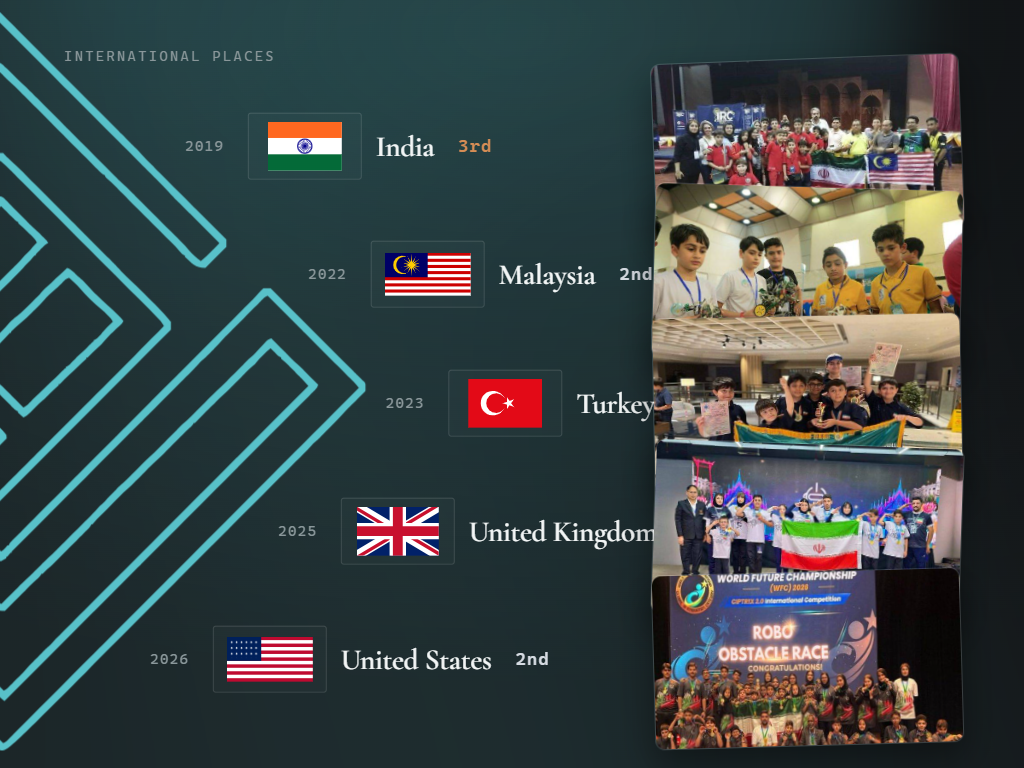 INTERNATIONAL PLACES
2019 India 3rd
2022 Malaysia 2nd
2023 Turkey
2025 United Kingdom
2026 United States 2nd
IRC
WORLD FUTURE CHAMPIONSHIP
(WFC) 2026
International Competition
ROBO
OBSTACLE RACE
CONGRATULATIONS!